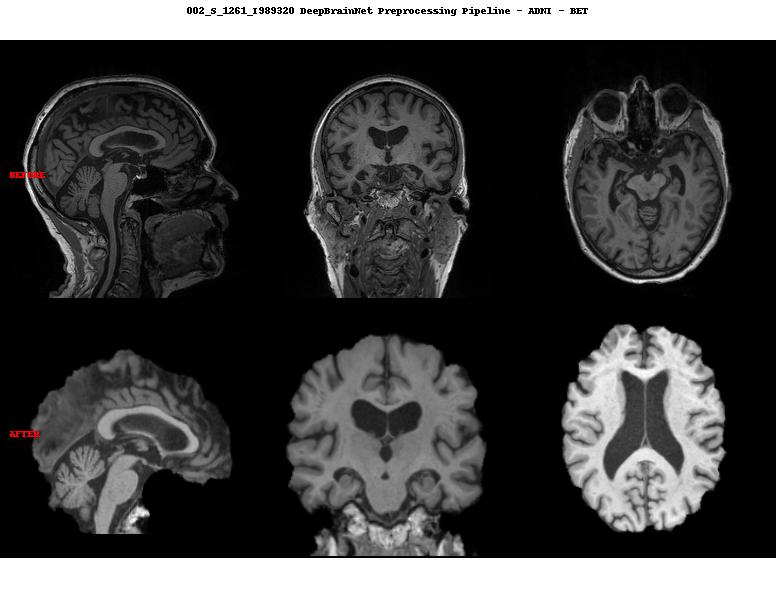 002_S_1261_I989320 DeepBrainNet Preprocessing Pipeline - ADNI - BET
BEFORE
AFTER